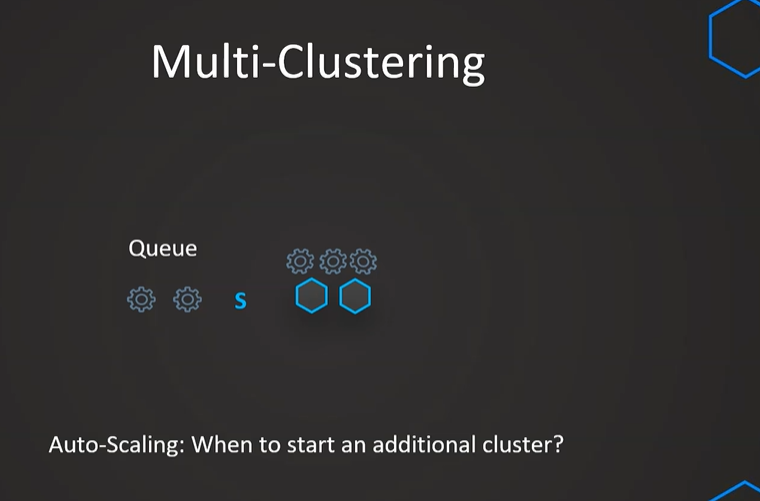 Multi-Clustering
Queue
S
Auto-Scaling: When to start an additional cluster?